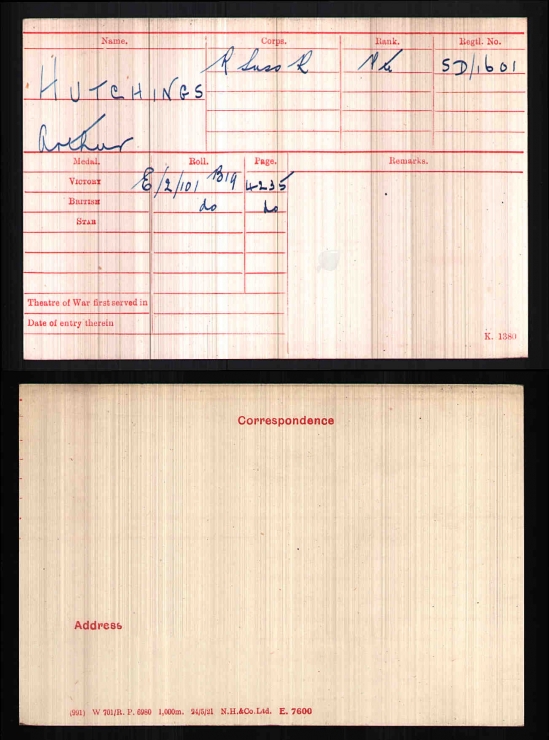 Name. Corps. Rank. Regtl. No.
HUTCHINGS R Suss R Pte SD/1601
Arthur
Medal. Roll. Page. Remarks.
VICTORY E/2/101 B19 4235
BRITISH do do
STAR
Theatre of War first served in
Date of entry therein
K. 1380
Correspondence
Address
(991) W 701/R. P. 6980 1,000m. 24/5/21 N.H.&Co.Ltd. E. 7600